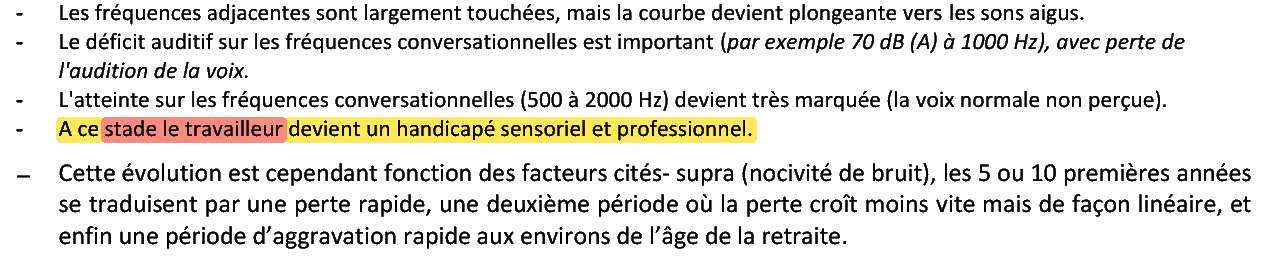 - Les fréquences adjacentes sont largement touchées, mais la courbe devient plongeante vers les sons aigus.
- Le déficit auditif sur les fréquences conversationnelles est important (par exemple 70 dB (A) à 1000 Hz), avec perte de
l'audition de la voix.
- L'atteinte sur les fréquences conversationnelles (500 à 2000 Hz) devient très marquée (la voix normale non perçue).
- A ce stade le travailleur devient un handicapé sensoriel et professionnel.
– Cette évolution est cependant fonction des facteurs cités- supra (nocivité de bruit), les 5 ou 10 premières années
se traduisent par une perte rapide, une deuxième période où la perte croît moins vite mais de façon linéaire, et
enfin une période d’aggravation rapide aux environs de l’âge de la retraite.